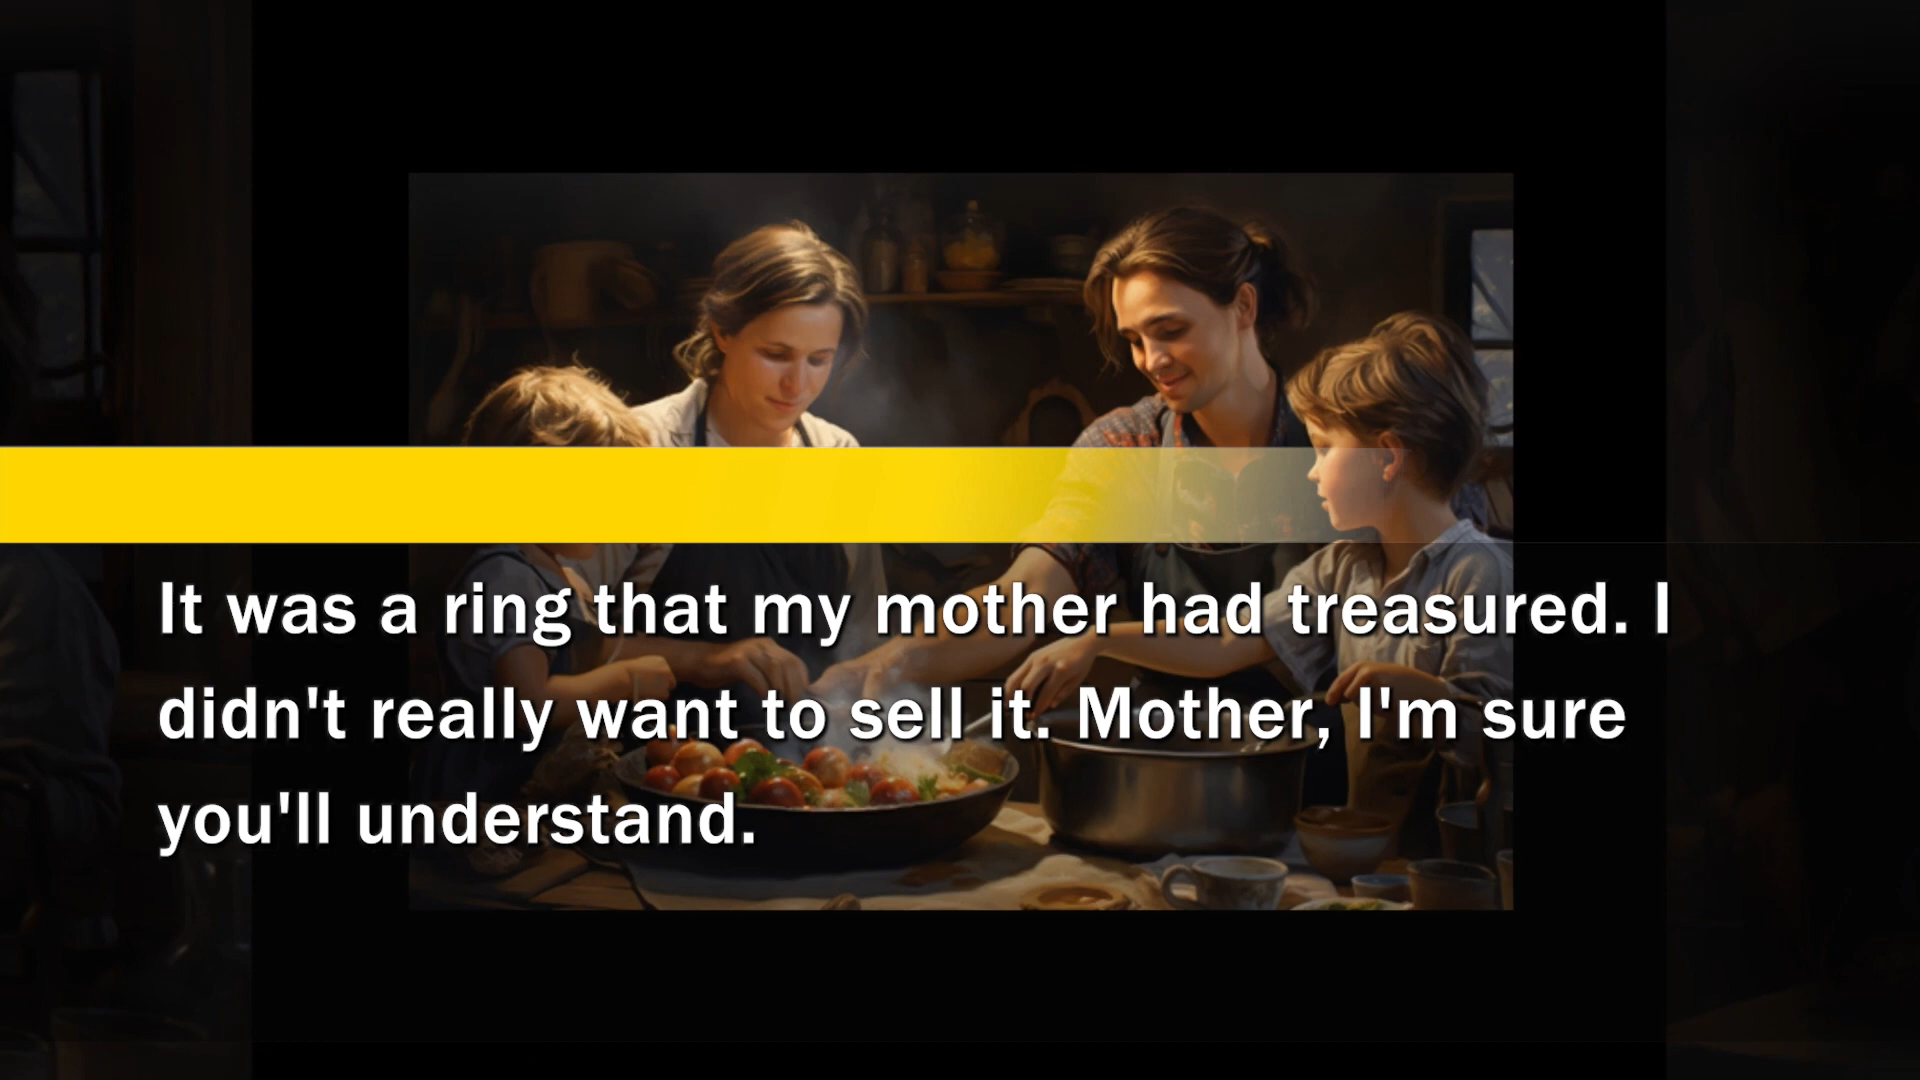 It was a ring that my mother had treasured. I
didn't really want to sell it. Mother, I'm sure
you'll understand.